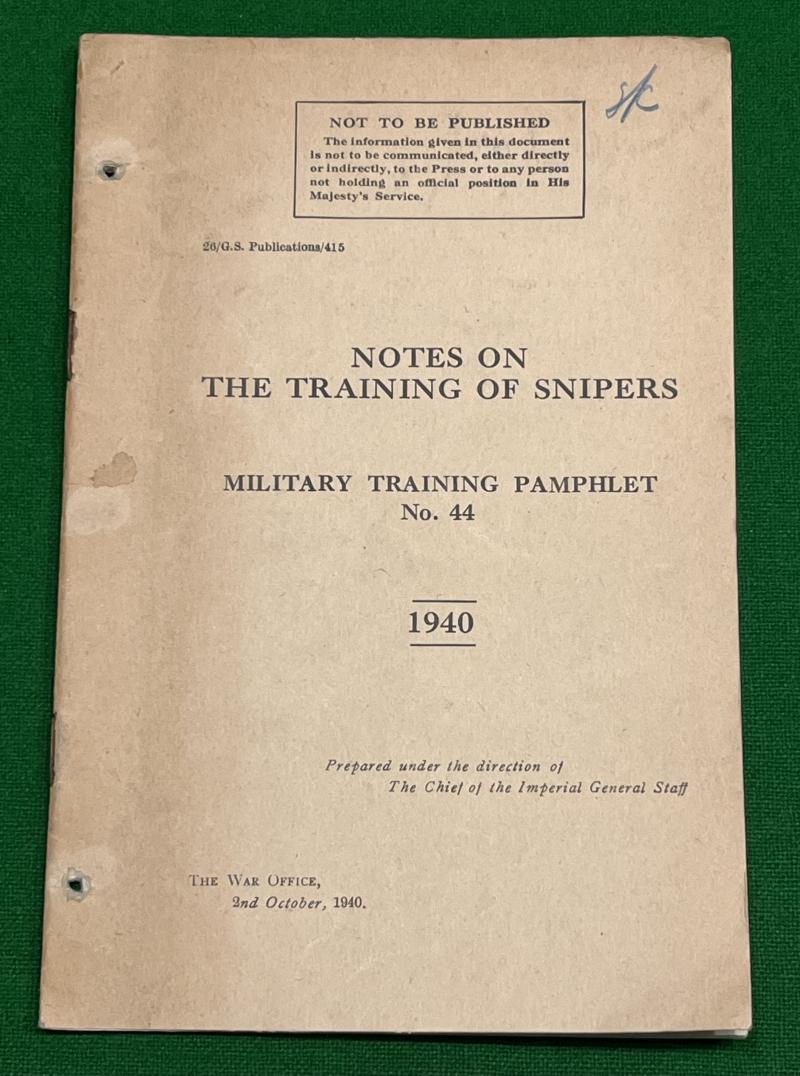 NOT TO BE PUBLISHED
The information given in this document
is not to be communicated, either directly
or indirectly, to the Press or to any person
not holding an official position in His
Majesty's Service.
26/G.S. Publications/415
NOTES ON
THE TRAINING OF SNIPERS
MILITARY TRAINING PAMPHLET
No. 44
1940
Prepared under the direction of
The Chief of the Imperial General Staff
THE WAR OFFICE,
2nd October, 1940.